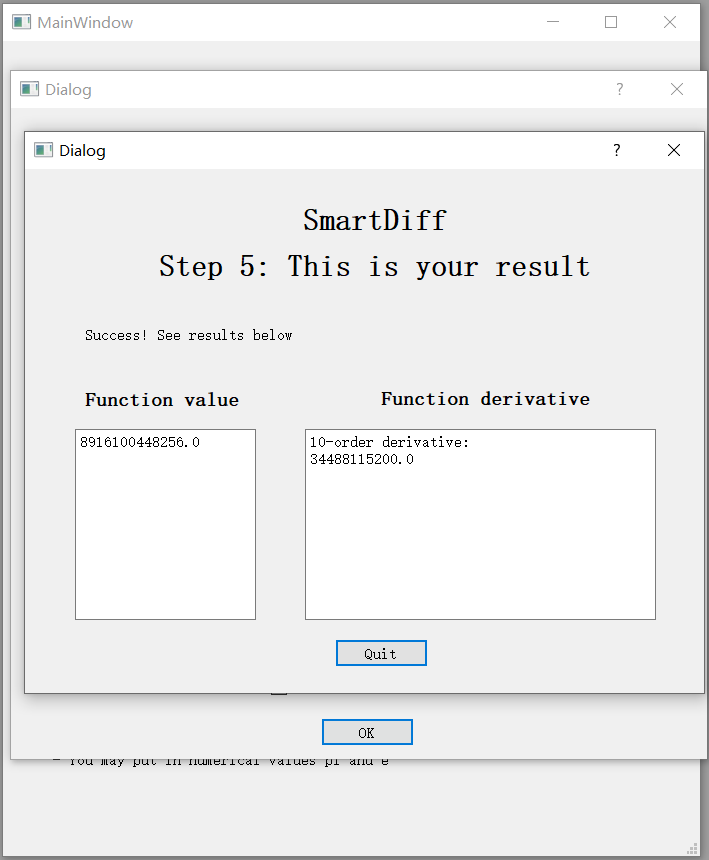 MainWindow
Dialog
?
Dialog
?
SmartDiff
Step 5: This is your result
Success! See results below
Function value
Function derivative
8916100448256.0
10-order derivative:
34488115200.0
Quit
OK
- You may put in numerical values pi and e